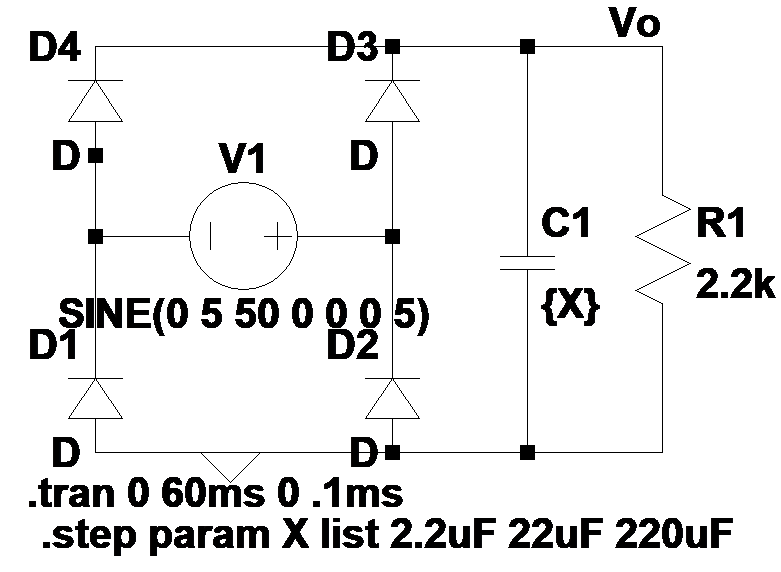 Vo
D4
D3
D
V1
D
C1
R1
{X}
2.2k
SINE(0 5 50 0 0 0 5)
D1
D2
D
D
.tran 0 60ms 0 .1ms
.step param X list 2.2uF 22uF 220uF